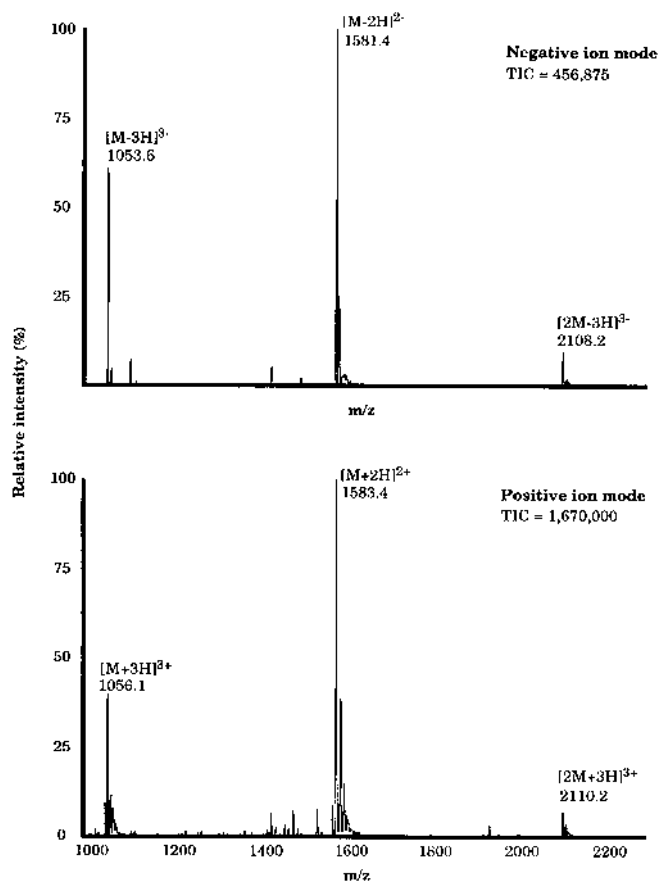 100
75
50
25
[M-3H]3-
1053.6
[M-2H]2-
1581.4
Negative ion mode
TIC = 456,875
[2M-3H]3-
2108.2
m/z
Relative intensity (%)
100
75
50
25
0
[M+3H]3+
1056.1
[M+2H]2+
1583.4
Positive ion mode
TIC = 1,670,000
[2M+3H]3+
2110.2
1000 1200 1400 1600 1800 2000 2200
m/z